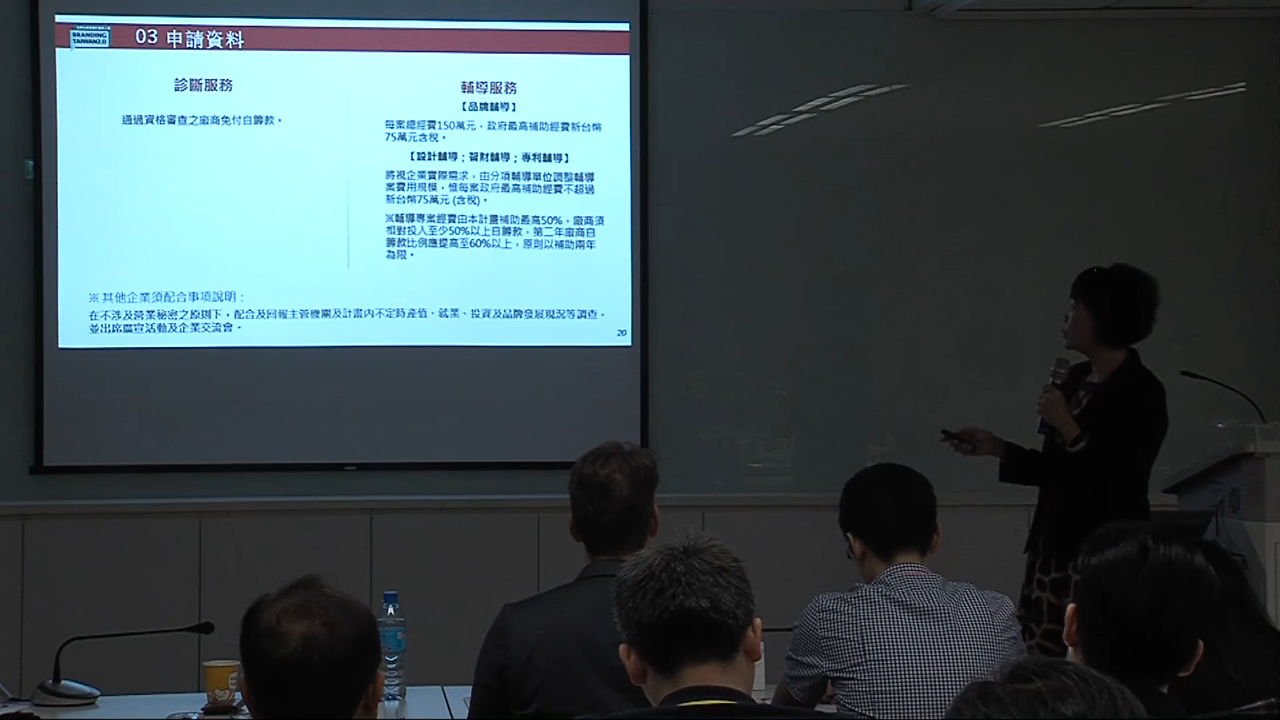 BRANDING
TAIWAN2.0
03 申請資料
診斷服務
通過資格審查之廠商免付自籌款。
輔導服務
【品牌輔導】
每案總經費150萬元，政府最高補助經費新台幣
75萬元含稅。
【設計輔導；智財輔導；專利輔導】
將視企業實際需求，由分項輔導單位調整輔導
案費用規模，惟每案政府最高補助經費不超過
新台幣75萬元 (含稅)。
※輔導專案經費由本計畫補助最高50%，廠商須
相對投入至少50%以上自籌款，第二年廠商自
籌款比例應提高至60%以上，原則以補助兩年
為限。
※ 其他企業須配合事項說明：
在不涉及營業秘密之原則下，配合及回報主管機關及計畫內不定時產值、就業、投資及品牌發展現況等調查，
並出席廣宣活動及企業交流會。
20